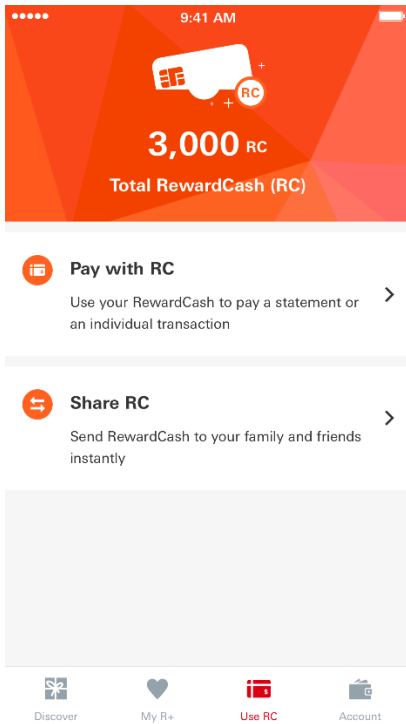 9:41 AM
RC
3,000 RC
Total RewardCash (RC)
Pay with RC
Use your RewardCash to pay a statement or
an individual transaction
Share RC
Send RewardCash to your family and friends
instantly
Discover
My R+
Use RC
Account